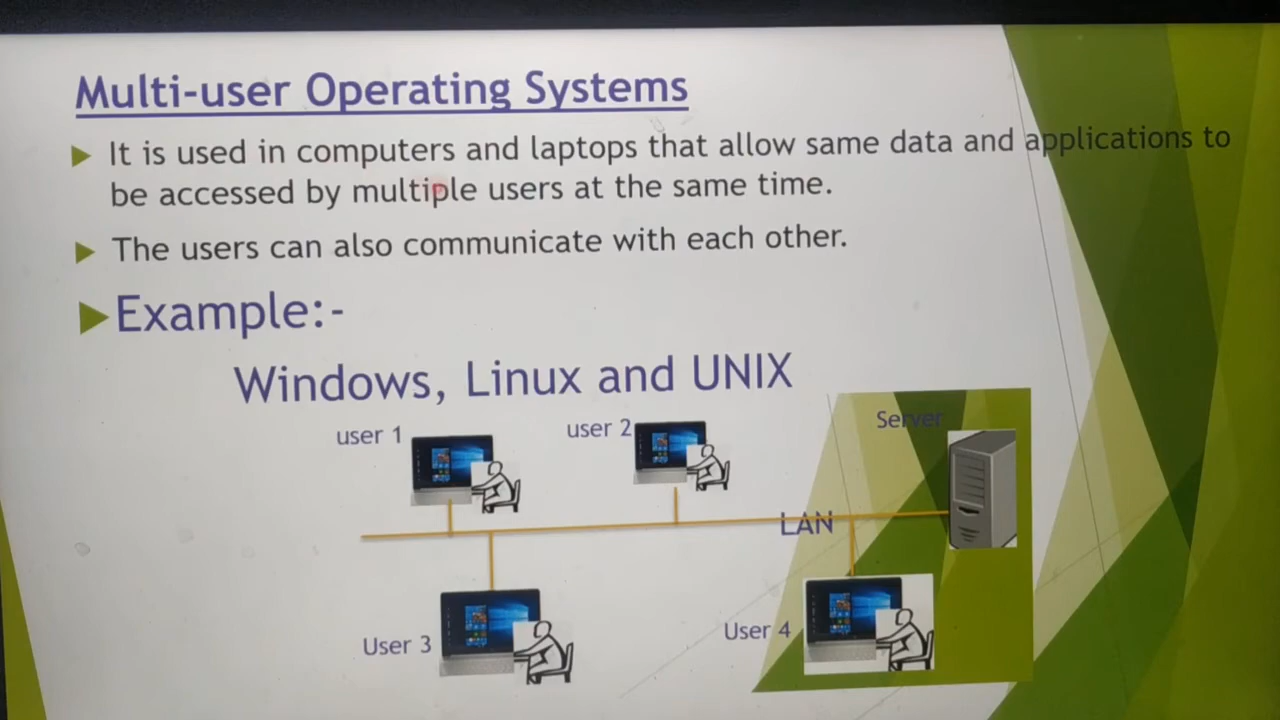 Multi-user Operating Systems
It is used in computers and laptops that allow same data and applications to
be accessed by multiple users at the same time.
The users can also communicate with each other.
Example:-
Windows, Linux and UNIX
user 1
user 2
Server
LAN
User 3
User 4